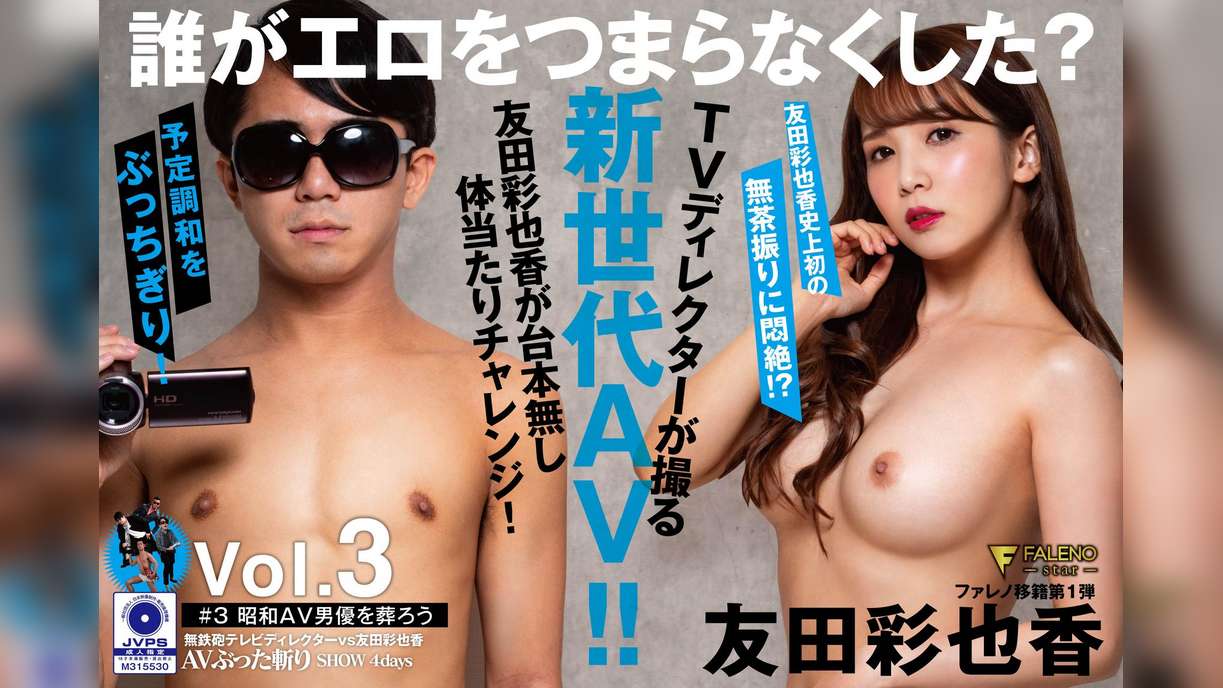 誰がエロをつまらなくした？
予定調和を
ぶっちぎり！
友田彩也香が台本無し
体当たりチャレンジ！
新世代AV!!
TVディレクターが撮る
友田彩也香史上初の
無茶振りに悶絶!?
HD
Vol.3
#3 昭和AV男優を葬ろう
無鉄砲テレビディレクターvs友田彩也香
AVぶった斬り SHOW 4days
JVPS
成人指定
M315530
FALENO
star
ファレノ移籍第1弾
友田彩也香